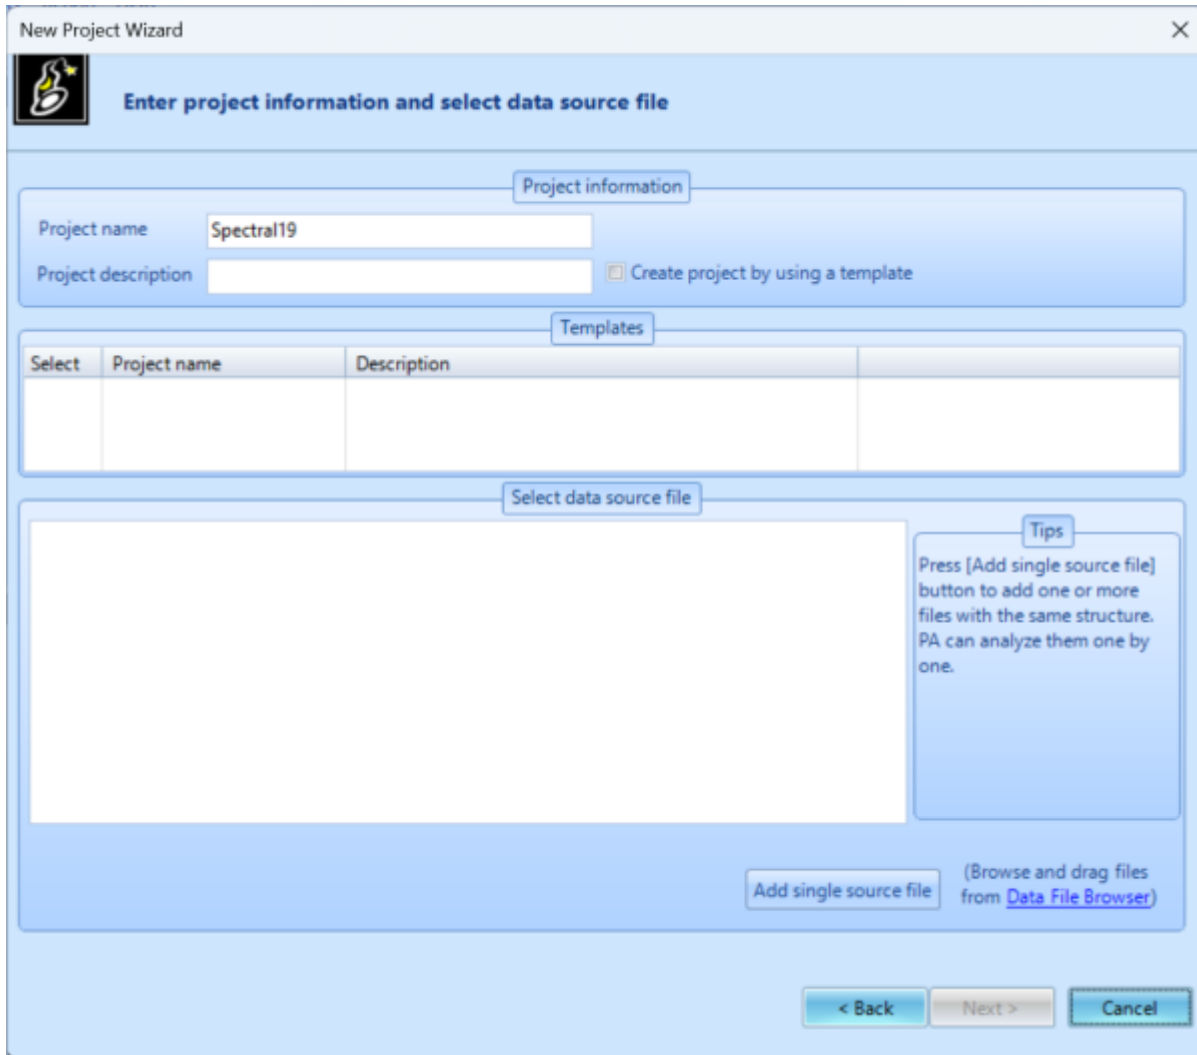 New Project Wizard
Enter project information and select data source file
Project information
Project name Spectral19
Project description Create project by using a template
Templates
Select Project name Description
Select data source file
Tips
Press [Add single source file]
button to add one or more
files with the same structure.
PA can analyze them one by
one.
Add single source file
(Browse and drag files
from Data File Browser)
< Back Next > Cancel